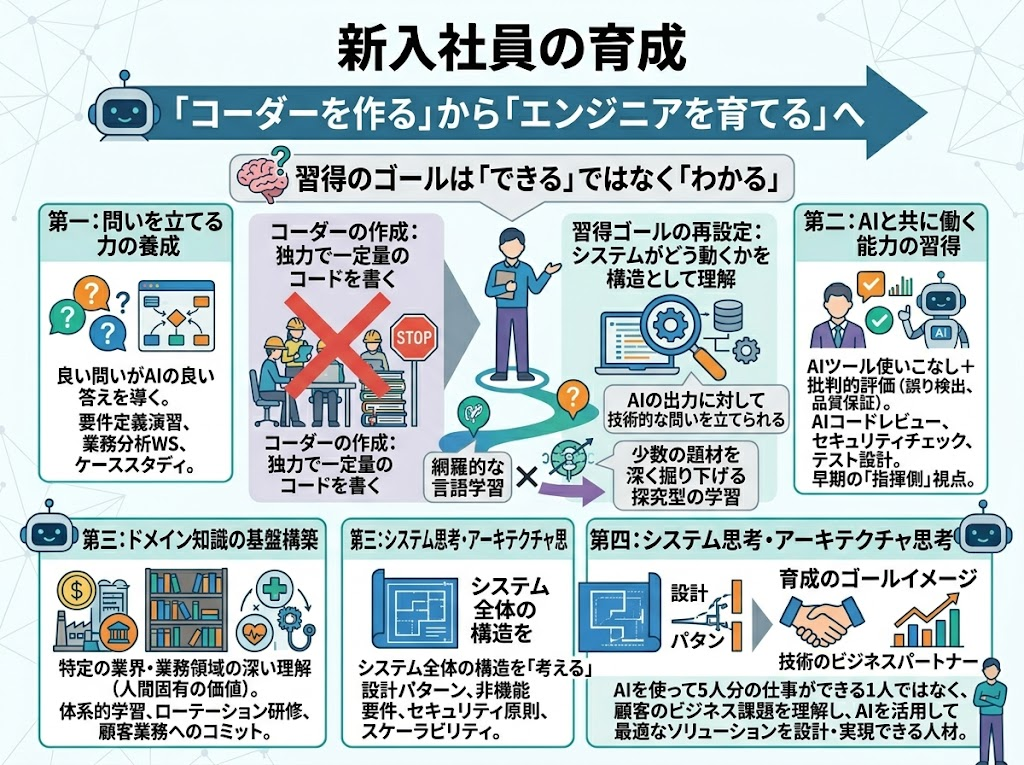 新入社員の育成
「コーダーを作る」から「エンジニアを育てる」へ
習得のゴールは「できる」ではなく「わかる」
第一：問いを立てる
力の養成
良い問いがAIの良い
答えを導く。
要件定義演習、
業務分析WS、
ケーススタディ。
コーダーの作成：
独力で一定量の
コードを書く
STOP
コーダーの作成：
独力で一定量の
コードを書く
習得ゴールの再設定：
システムがどう動くかを
構造として理解
AIの出力に対して
技術的な問いを立てられる
網羅的な
言語学習
少数の題材を
深く掘り下げる
探究型の学習
第二：AIと共に働く
能力の習得
AI
AIツール使いこなし＋
批判的評価（誤り検出、
品質保証）。
AIコードレビュー、
セキュリティチェック、
テスト設計。
早期の「指揮側」視点。
第三：ドメイン知識の基盤構築
特定の業界・業務領域の深い理解
（人間固有の価値）。
体系的学習、ローテーション研修、
顧客業務へのコミット。
第三：システム思考・アーキテクチャ思
システム
全体の
構造を
システム全体の構造を「考える」
設計パターン、非機能
要件、セキュリティ原則、
スケーラビリティ。
第四：システム思考・アーキテクチャ思考
設計
パタン
育成のゴールイメージ
技術のビジネスパートナー
AIを使って5人分の仕事ができる1人ではなく、
顧客のビジネス課題を理解し、AIを活用して
最適なソリューションを設計・実現できる人材。